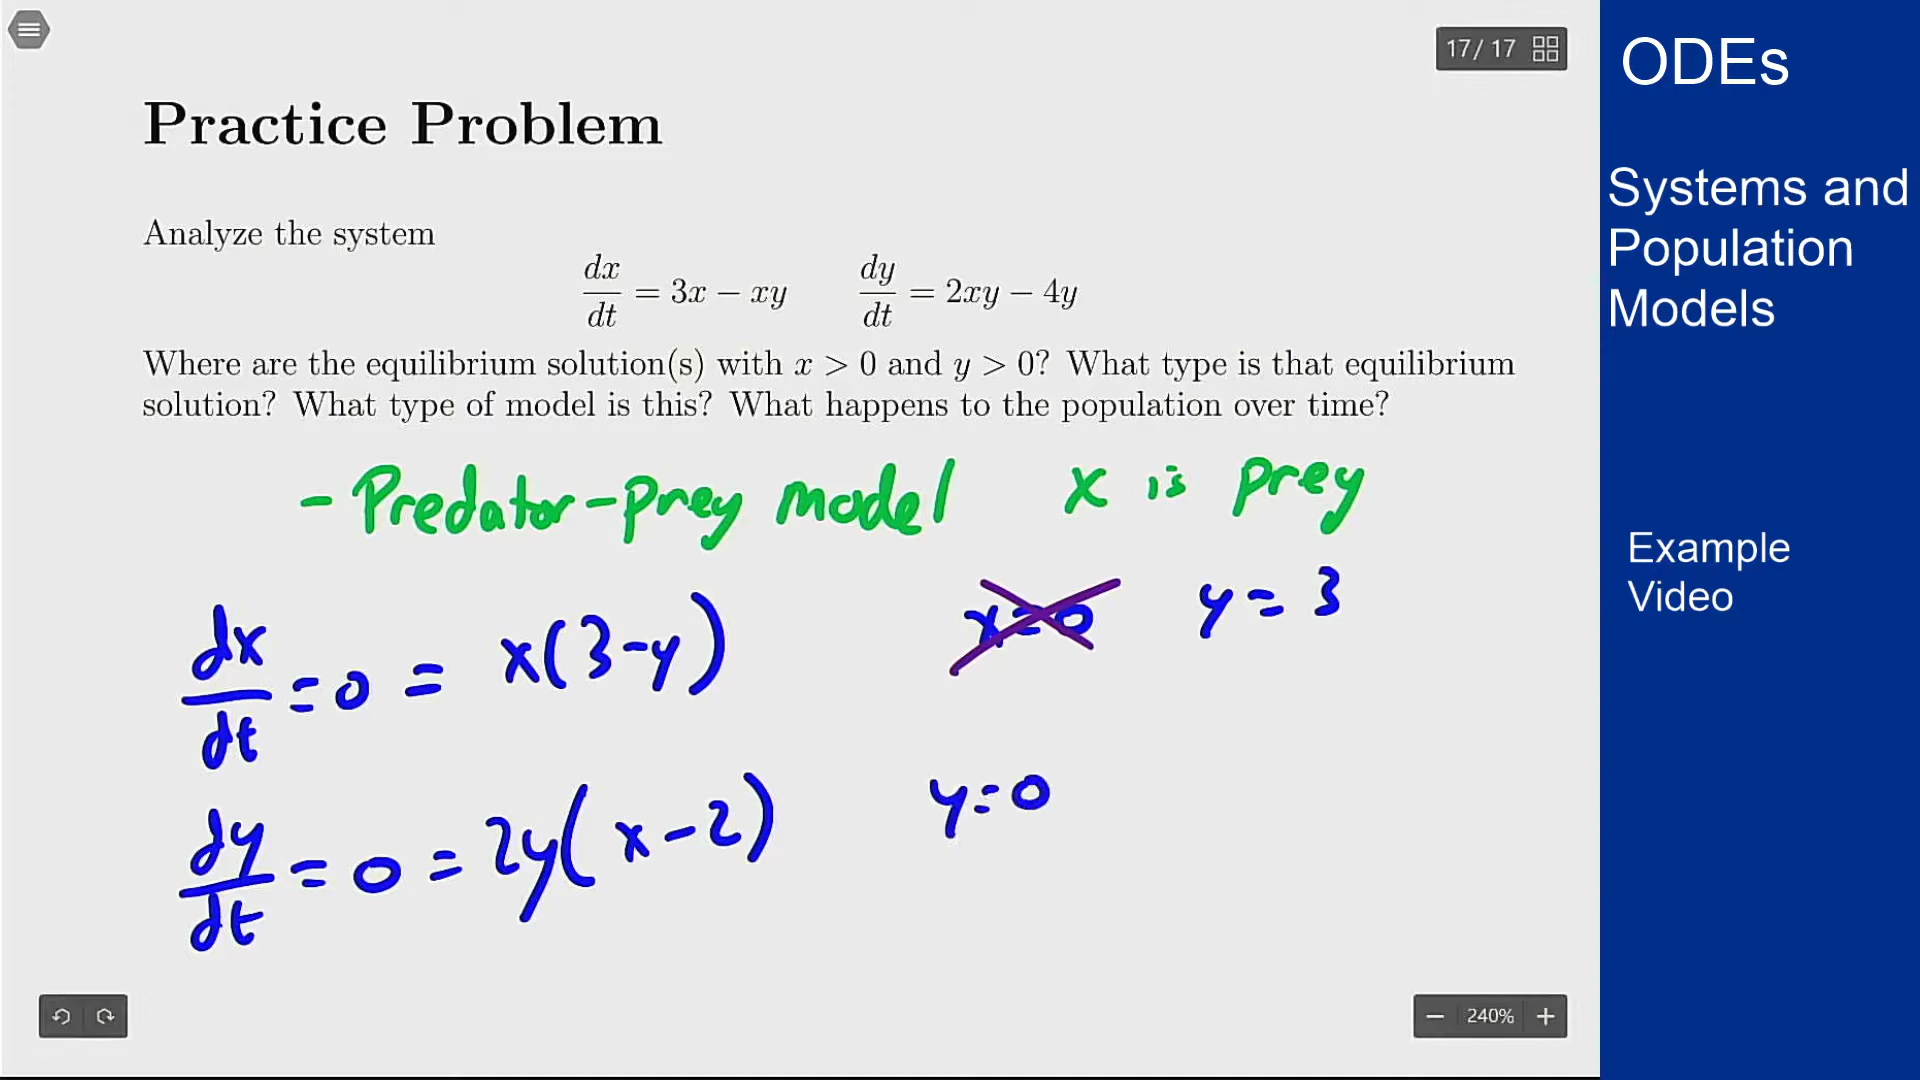 17/ 17
ODEs
Practice Problem
Systems and
Population
Models
Analyze the system
dx/dt = 3x − xy    dy/dt = 2xy − 4y
Where are the equilibrium solution(s) with x > 0 and y > 0? What type is that equilibrium
solution? What type of model is this? What happens to the population over time?
- Predator-prey model    x is prey
Example
Video
dx/dt = 0 = x(3-y)    x=0    y = 3
dy/dt = 0 = 2y(x-2)    y=0
240%